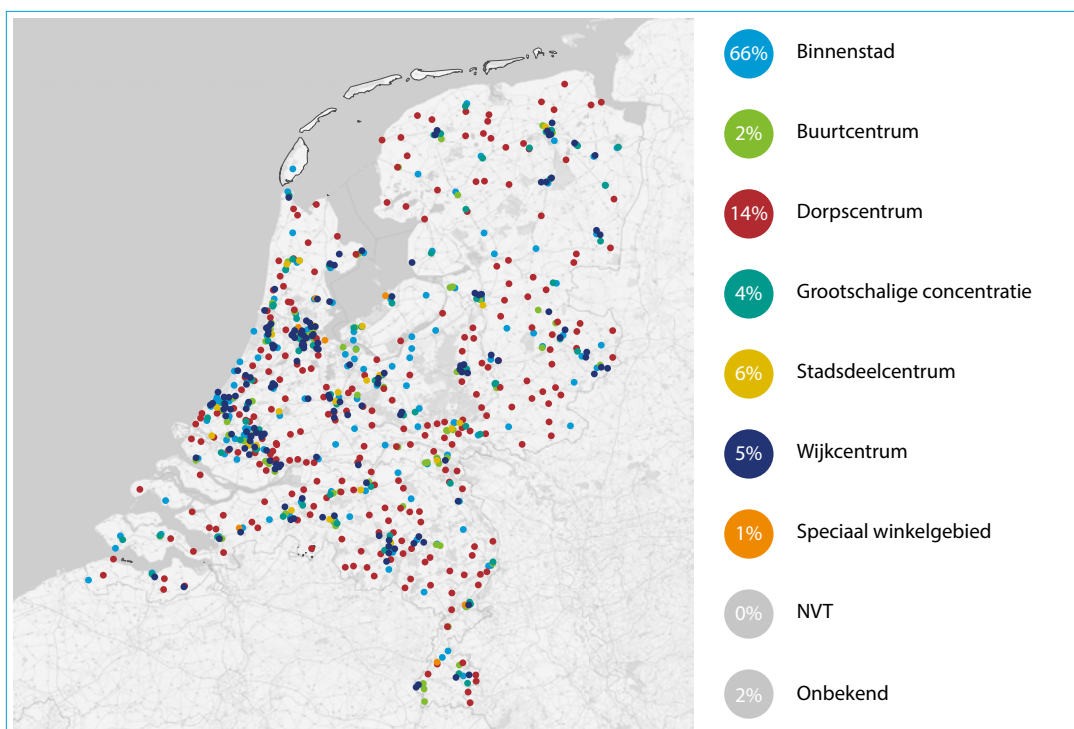 66% Binnenstad
2% Buurtcentrum
14% Dorpscentrum
4% Grootschalige concentratie
6% Stadsdeelcentrum
5% Wijkcentrum
1% Speciaal winkelgebied
0% NVT
2% Onbekend